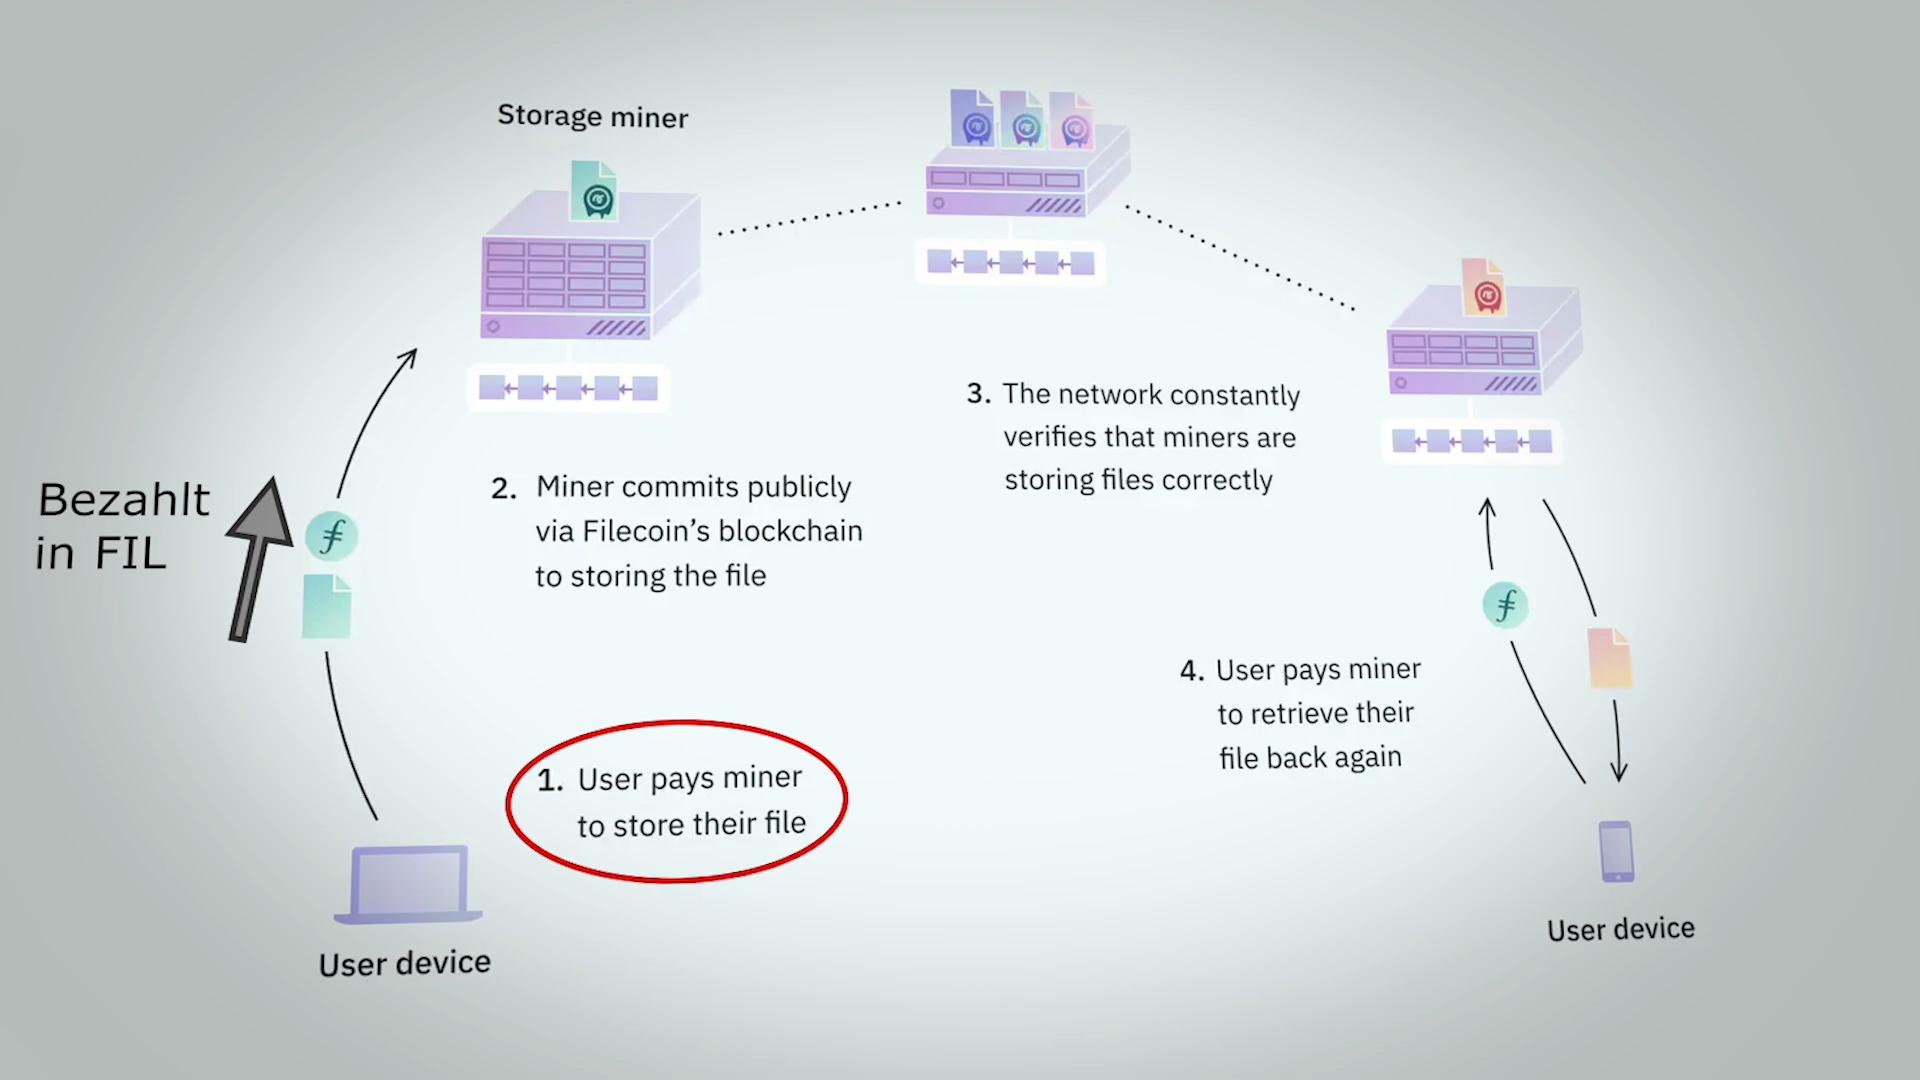 Storage miner
Bezahlt
in FIL
2. Miner commits publicly
via Filecoin’s blockchain
to storing the file
3. The network constantly
verifies that miners are
storing files correctly
1. User pays miner
to store their file
4. User pays miner
to retrieve their
file back again
User device
User device